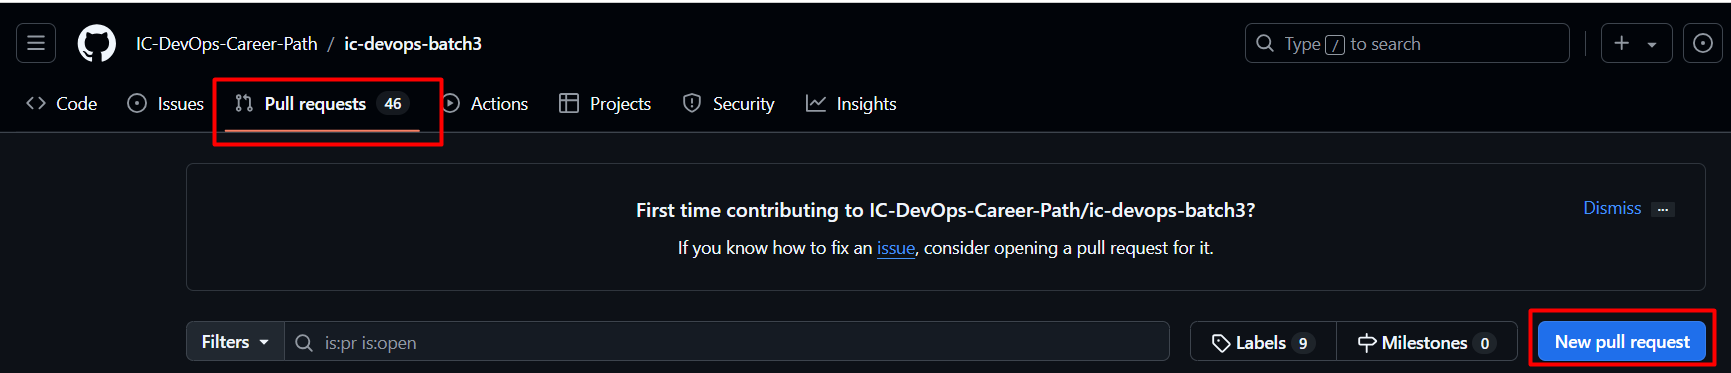 IC-DevOps-Career-Path / ic-devops-batch3
Type / to search
Code Issues Pull requests 46 Actions Projects Security Insights
First time contributing to IC-DevOps-Career-Path/ic-devops-batch3?
Dismiss ...
If you know how to fix an issue, consider opening a pull request for it.
Filters is:pr is:open Labels 9 Milestones 0 New pull request